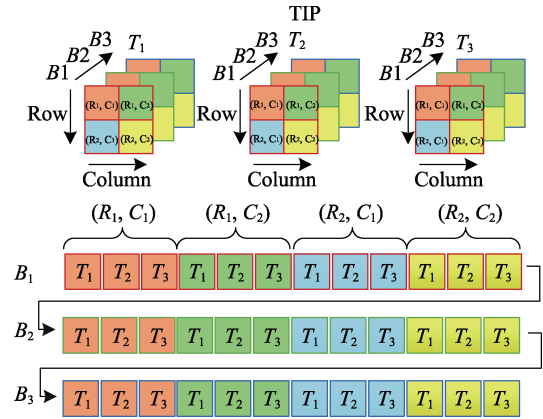 TIP
B1 B2 B3 T₁
B1 B2 B3 T₂
B1 B2 B3 T₃
Row
(R₁, C₁) (R₁, C₂)
(R₂, C₁) (R₂, C₂)
Column
Row
(R₁, C₁) (R₁, C₂)
(R₂, C₁) (R₂, C₂)
Column
Row
(R₁, C₁) (R₁, C₂)
(R₂, C₁) (R₂, C₂)
Column
(R₁, C₁) (R₁, C₂) (R₂, C₁) (R₂, C₂)
B₁ T₁ T₂ T₃ T₁ T₂ T₃ T₁ T₂ T₃ T₁ T₂ T₃
B₂ T₁ T₂ T₃ T₁ T₂ T₃ T₁ T₂ T₃ T₁ T₂ T₃
B₃ T₁ T₂ T₃ T₁ T₂ T₃ T₁ T₂ T₃ T₁ T₂ T₃